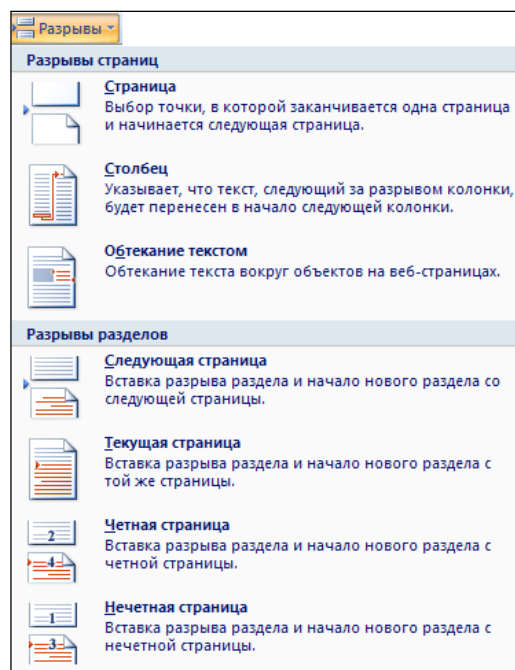 Разрывы
Разрывы страниц
Страница
Выбор точки, в которой заканчивается одна страница
и начинается следующая страница.
Столбец
Указывает, что текст, следующий за разрывом колонки,
будет перенесен в начало следующей колонки.
Обтекание текстом
Обтекание текста вокруг объектов на веб-страницах.
Разрывы разделов
Следующая страница
Вставка разрыва раздела и начало нового раздела со
следующей страницы.
Текущая страница
Вставка разрыва раздела и начало нового раздела с
той же страницы.
2
4
Четная страница
Вставка разрыва раздела и начало нового раздела с
четной страницы.
1
3
Нечетная страница
Вставка разрыва раздела и начало нового раздела с
нечетной страницы.